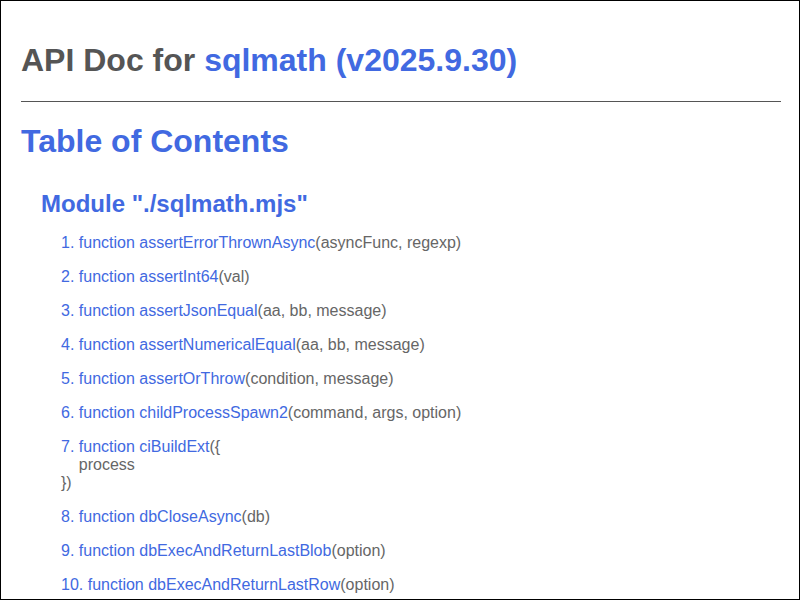 API Doc for sqlmath (v2025.9.30)
Table of Contents
Module "./sqlmath.mjs"
1. function assertErrorThrownAsync(asyncFunc, regexp)
2. function assertInt64(val)
3. function assertJsonEqual(aa, bb, message)
4. function assertNumericalEqual(aa, bb, message)
5. function assertOrThrow(condition, message)
6. function childProcessSpawn2(command, args, option)
7. function ciBuildExt({
process
})
8. function dbCloseAsync(db)
9. function dbExecAndReturnLastBlob(option)
10. function dbExecAndReturnLastRow(option)